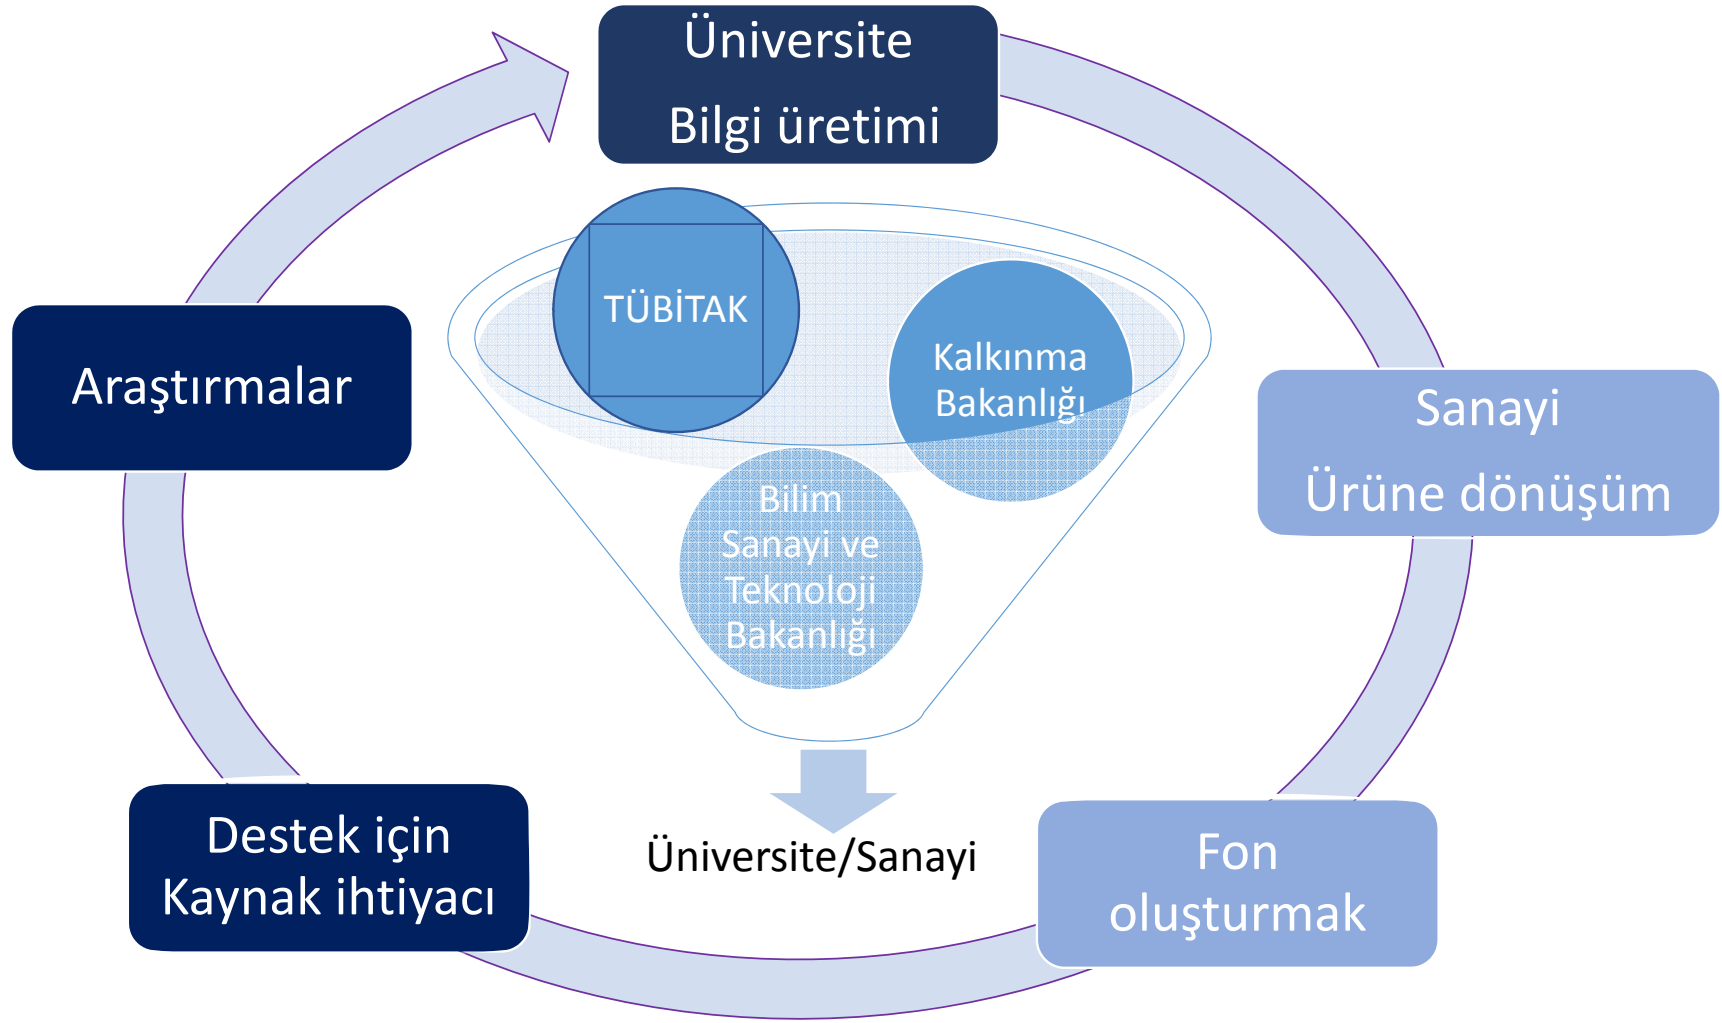 Üniversite
Bilgi üretimi
TÜBİTAK
Kalkınma
Bakanlığı
Araştırmalar
Sanayi
Ürüne dönüşüm
Bilim
Sanayi ve
Teknoloji
Bakanlığı
Destek için
Kaynak ihtiyacı
Üniversite/Sanayi
Fon
oluşturmak